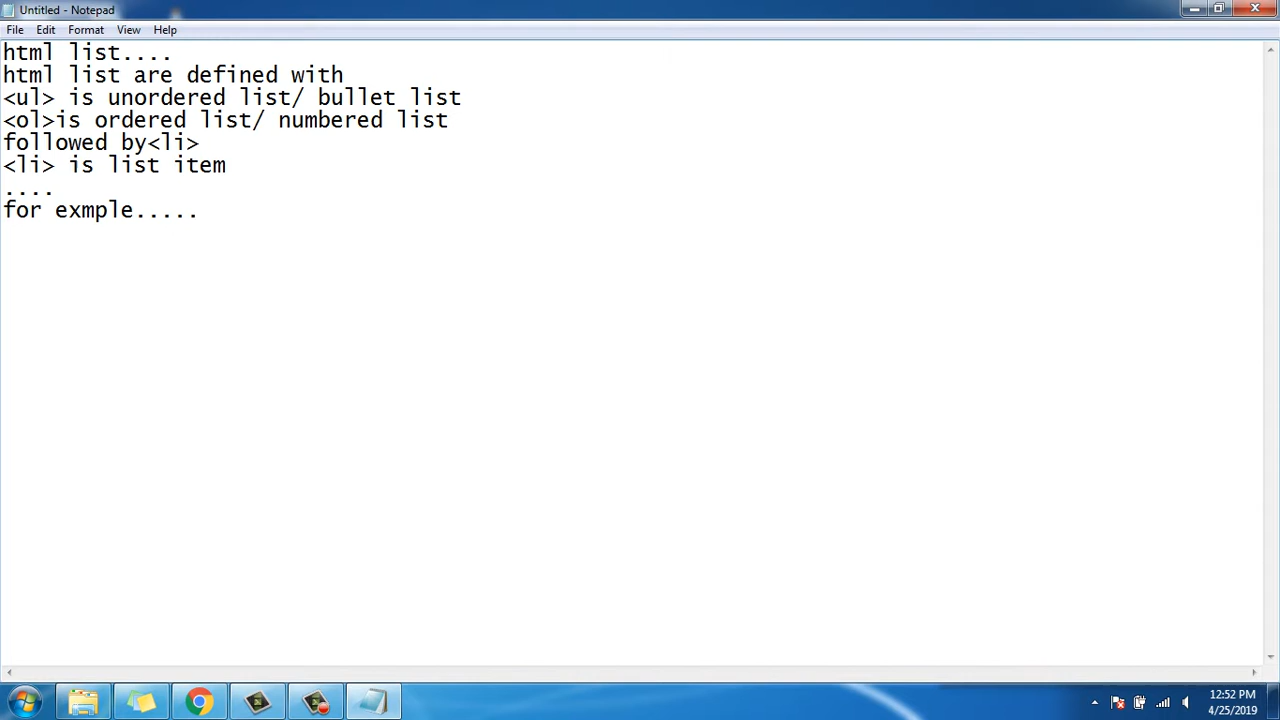 Untitled - Notepad
File Edit Format View Help
html list....
html list are defined with
<ul> is unordered list/ bullet list
<ol>is ordered list/ numbered list
followed by<li>
<li> is list item
....
for exmple.....
12:52 PM
4/25/2019